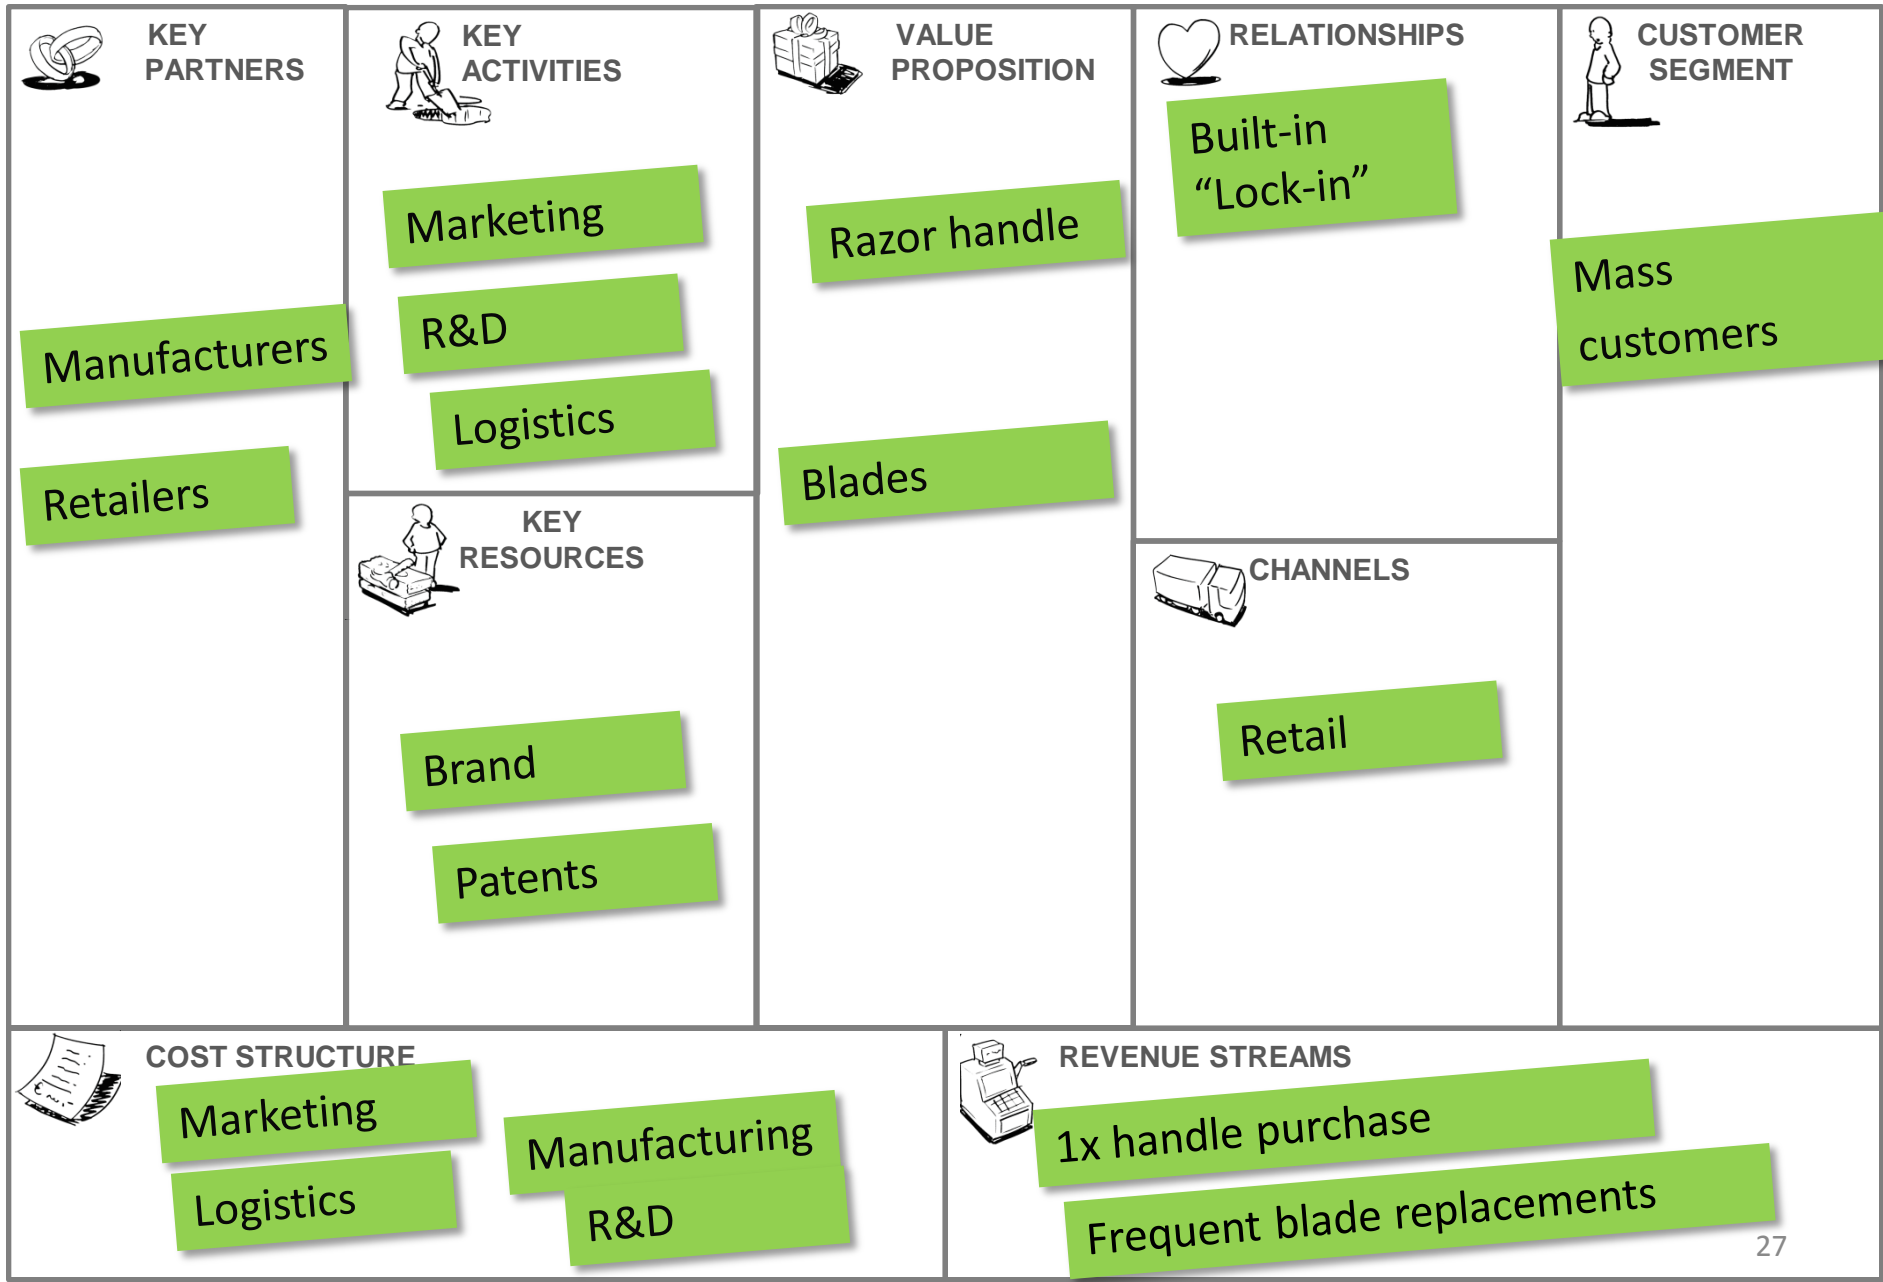 KEY
PARTNERS
Manufacturers
Retailers
KEY
ACTIVITIES
Marketing
R&D
Logistics
KEY
RESOURCES
Brand
Patents
VALUE
PROPOSITION
Razor handle
Blades
RELATIONSHIPS
Built-in
“Lock-in”
CHANNELS
Retail
CUSTOMER
SEGMENT
Mass
customers
COST STRUCTURE
Marketing
Logistics
Manufacturing
R&D
REVENUE STREAMS
1x handle purchase
Frequent blade replacements
27